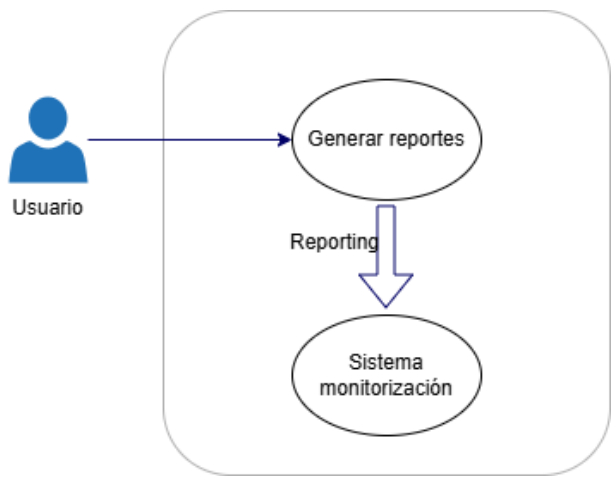 Generar reportes
Usuario
Reporting
Sistema
monitorización